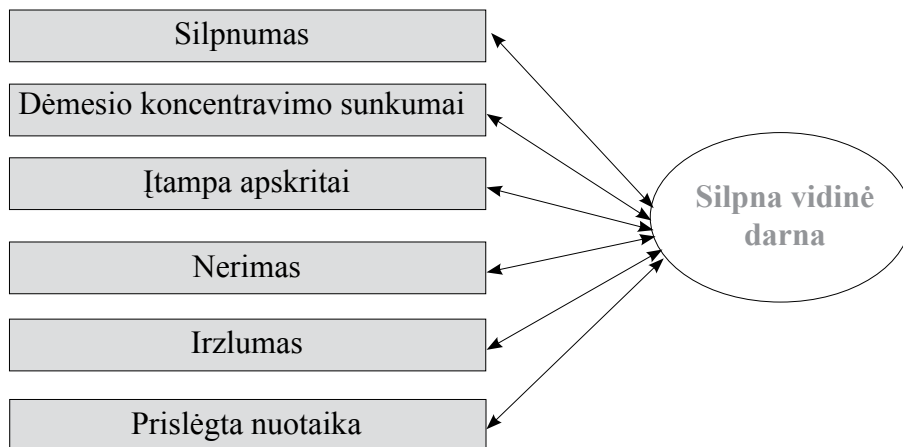 Silpnumas
Dėmesio koncentravimo sunkumai
Įtampa apskritai
Nerimas
Irzlumas
Prislėgta nuotaika
Silpna vidinė
darna